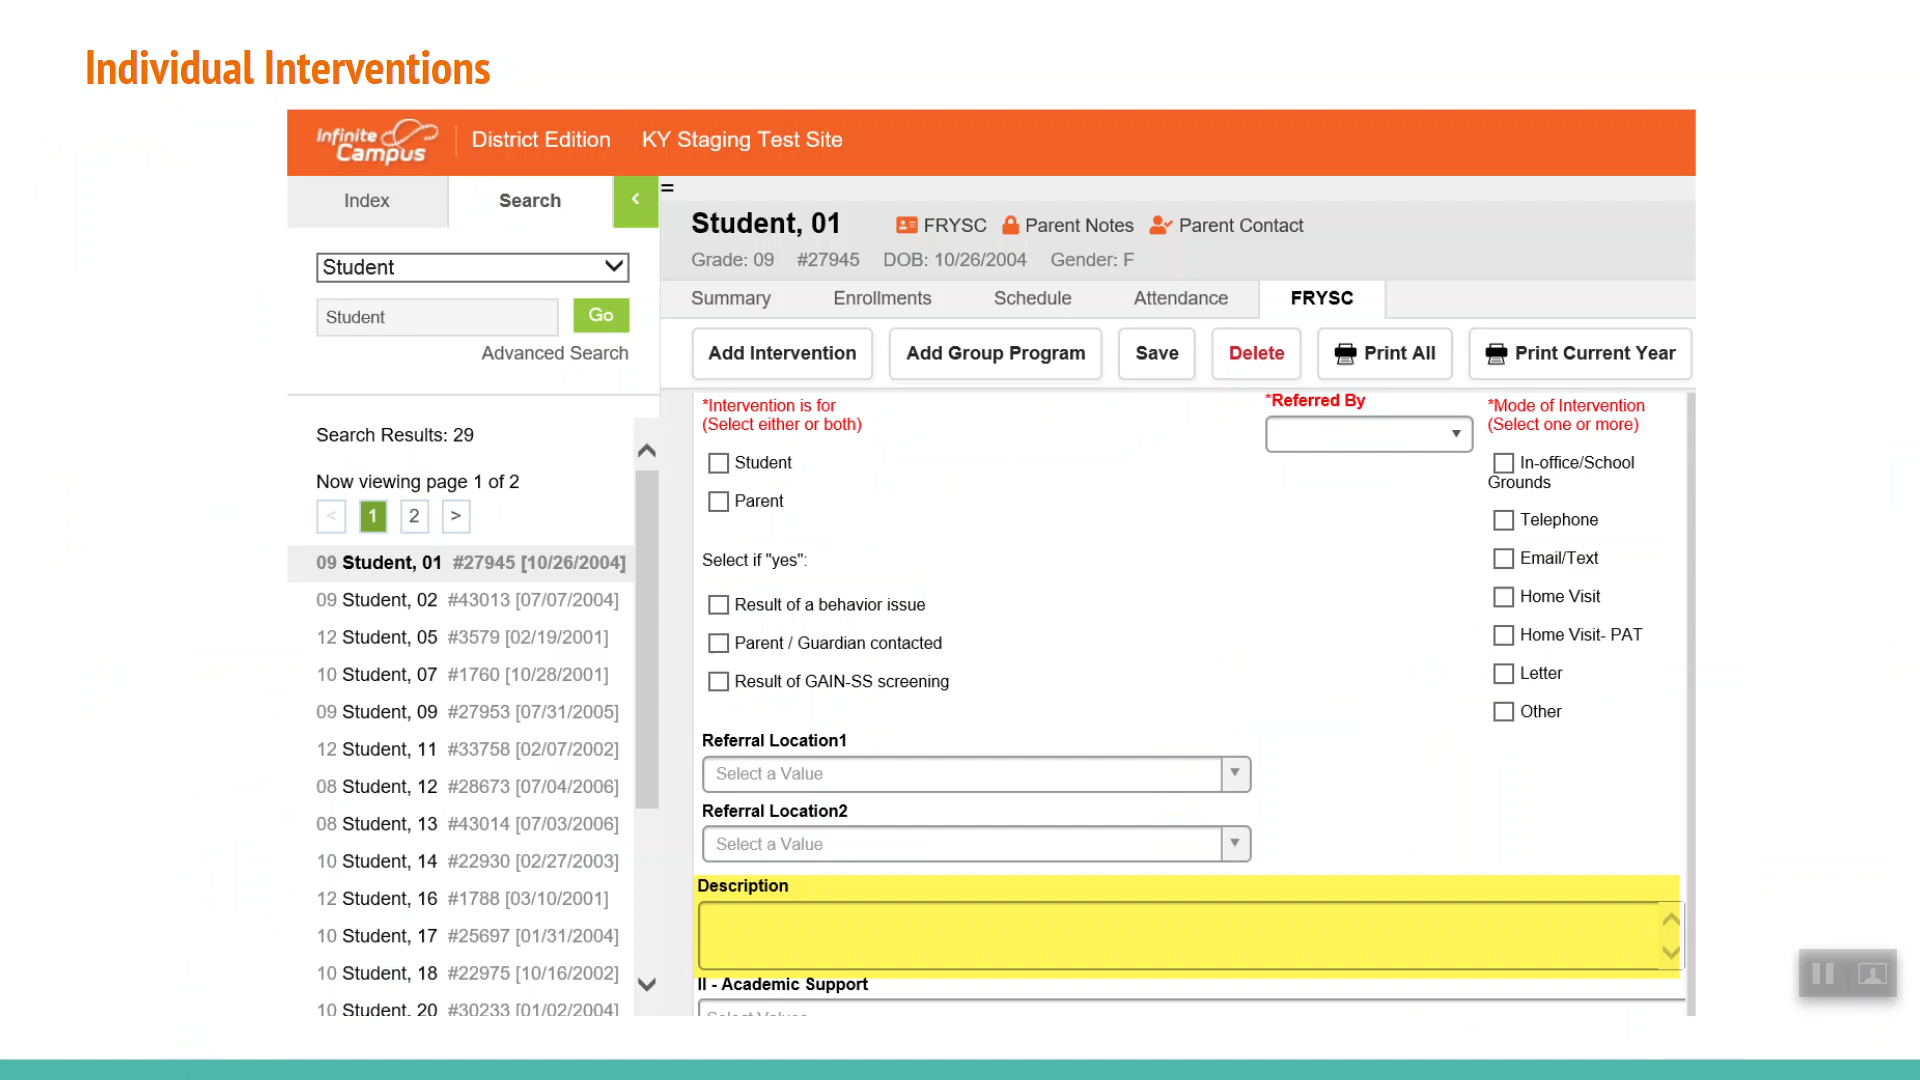 Individual Interventions
Infinite Campus District Edition KY Staging Test Site
Index Search <
=
Student, 01 FRYSC Parent Notes Parent Contact
Grade: 09 #27945 DOB: 10/26/2004 Gender: F
Summary Enrollments Schedule Attendance FRYSC
Add Intervention Add Group Program Save Delete Print All Print Current Year
Student
Student Go
Advanced Search
Search Results: 29
Now viewing page 1 of 2
< 1 2 >
09 Student, 01 #27945 [10/26/2004]
09 Student, 02 #43013 [07/07/2004]
12 Student, 05 #3579 [02/19/2001]
10 Student, 07 #1760 [10/28/2001]
09 Student, 09 #27953 [07/31/2005]
12 Student, 11 #33758 [02/07/2002]
08 Student, 12 #28673 [07/04/2006]
08 Student, 13 #43014 [07/03/2006]
10 Student, 14 #22930 [02/27/2003]
12 Student, 16 #1788 [03/10/2001]
10 Student, 17 #25697 [01/31/2004]
10 Student, 18 #22975 [10/16/2002]
10 Student, 20 #30233 [01/02/2004]
*Intervention is for
(Select either or both)
Student
Parent
Select if "yes":
Result of a behavior issue
Parent / Guardian contacted
Result of GAIN-SS screening
*Referred By
*Mode of Intervention
(Select one or more)
In-office/School
Grounds
Telephone
Email/Text
Home Visit
Home Visit- PAT
Letter
Other
Referral Location1
Select a Value
Referral Location2
Select a Value
Description
II - Academic Support
Select Values